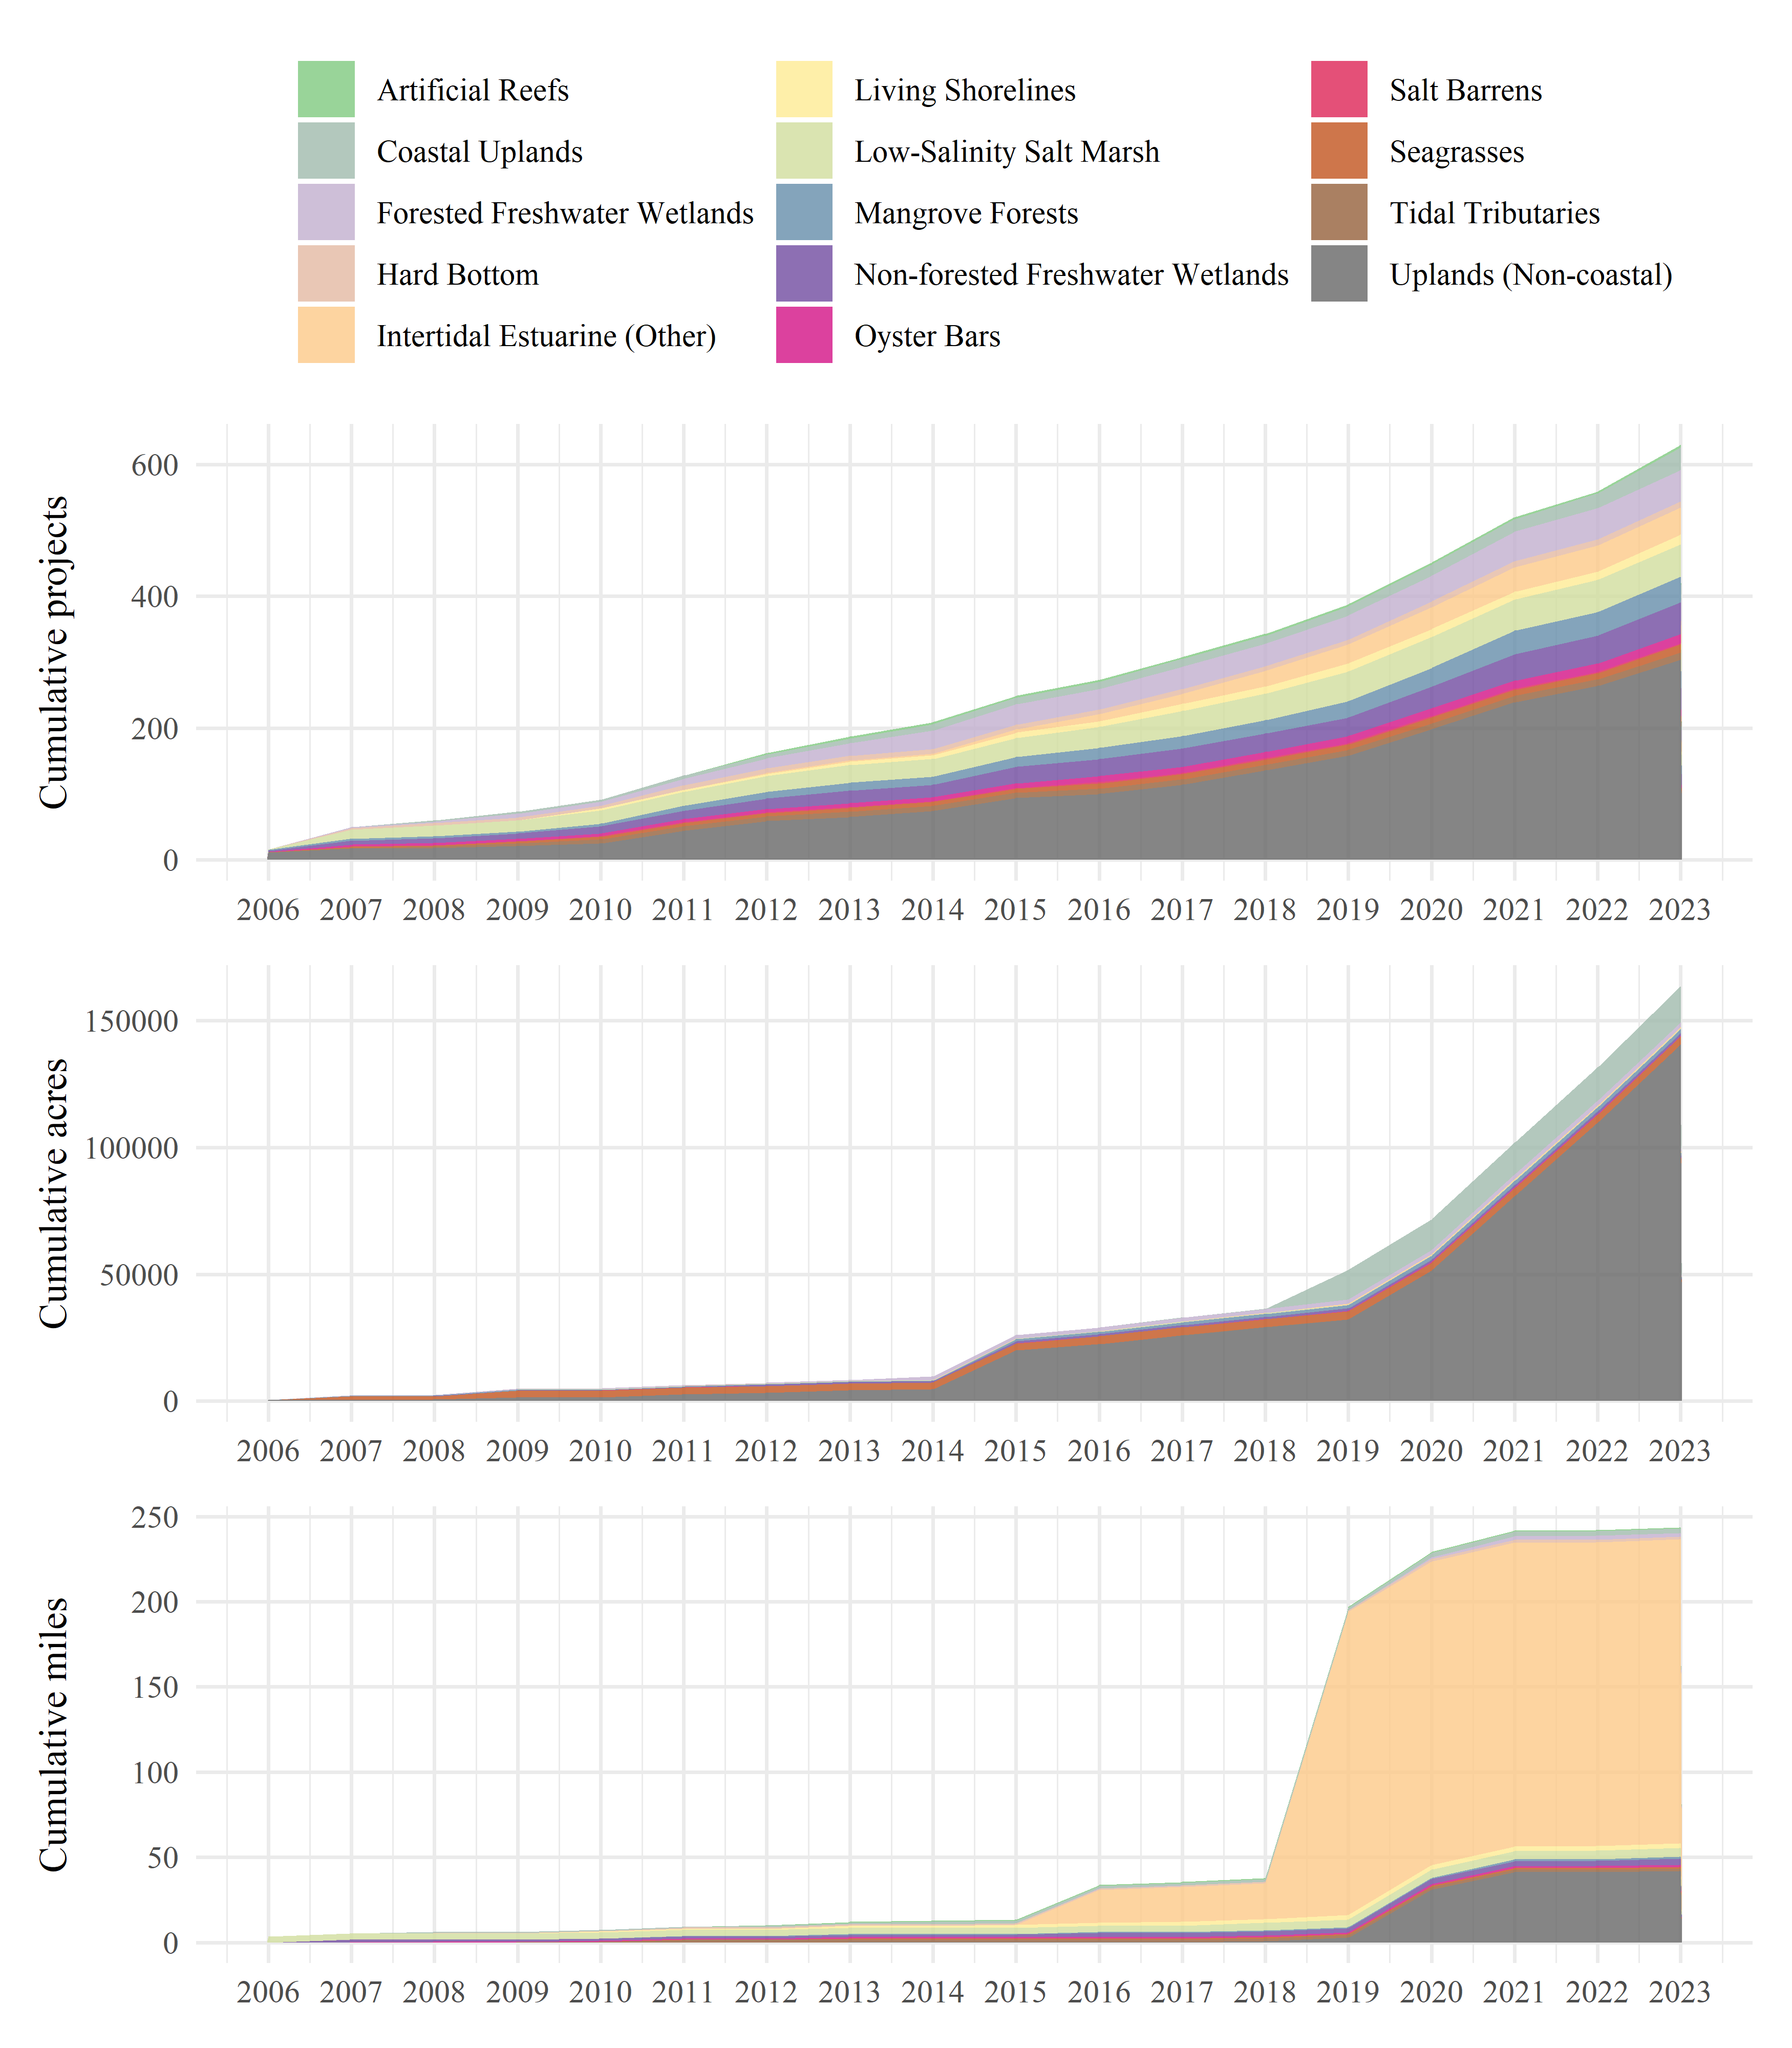 Artificial Reefs
Coastal Uplands
Forested Freshwater Wetlands
Hard Bottom
Intertidal Estuarine (Other)
Living Shorelines
Low-Salinity Salt Marsh
Mangrove Forests
Non-forested Freshwater Wetlands
Oyster Bars
Salt Barrens
Seagrasses
Tidal Tributaries
Uplands (Non-coastal)
Cumulative projects
600
400
200
0
2006 2007 2008 2009 2010 2011 2012 2013 2014 2015 2016 2017 2018 2019 2020 2021 2022 2023
Cumulative acres
150000
100000
50000
0
2006 2007 2008 2009 2010 2011 2012 2013 2014 2015 2016 2017 2018 2019 2020 2021 2022 2023
Cumulative miles
250
200
150
100
50
0
2006 2007 2008 2009 2010 2011 2012 2013 2014 2015 2016 2017 2018 2019 2020 2021 2022 2023